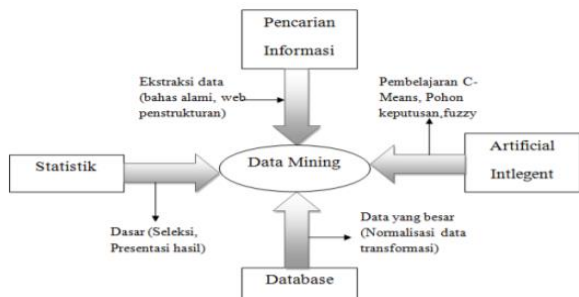 Pencarian
Informasi
Ekstraksi data
(bahas alami, web
penstrukturan)
Pembelajaran C-
Means, Pohon
keputusan,fuzzy
Statistik
Data Mining
Artificial
Intlegent
Dasar (Seleksi,
Presentasi hasil)
Data yang besar
(Normalisasi data
transformasi)
Database